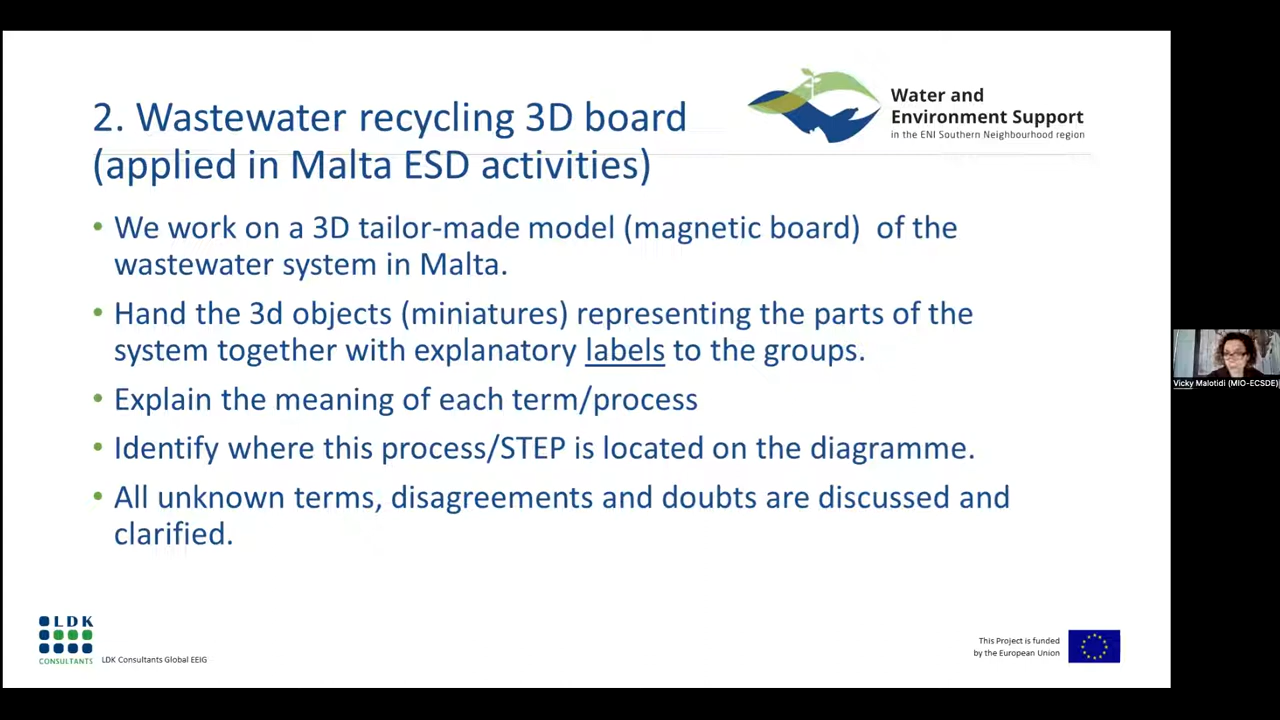 2. Wastewater recycling 3D board
(applied in Malta ESD activities)
Water and
Environment Support
in the ENI Southern Neighbourhood region
• We work on a 3D tailor-made model (magnetic board)  of the
wastewater system in Malta.
• Hand the 3d objects (miniatures) representing the parts of the
system together with explanatory labels to the groups.
• Explain the meaning of each term/process
• Identify where this process/STEP is located on the diagramme.
• All unknown terms, disagreements and doubts are discussed and
clarified.
Vicky Malotidi (MIO-ECSDE)
LDK
CONSULTANTS
LDK Consultants Global EEIG
This Project is funded
by the European Union